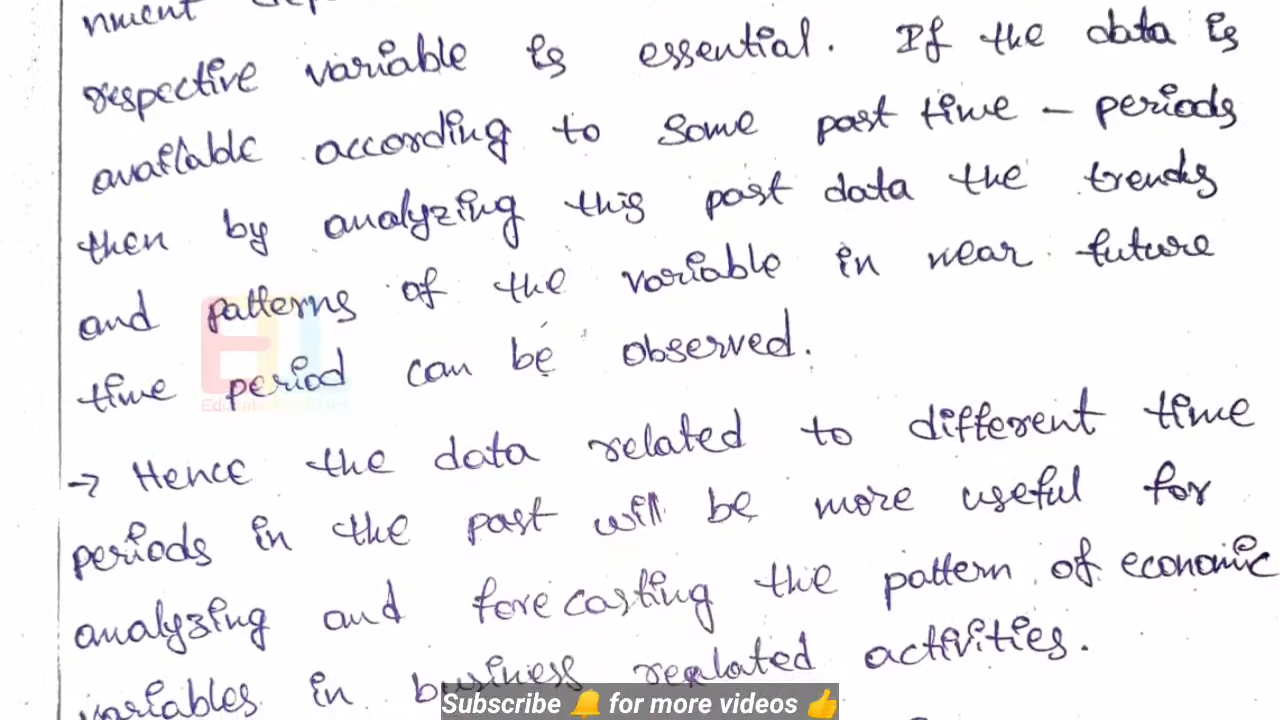 nment
respective variable is essential. If the data is
available according to some past time - periods
then by analyzing this past data the trends
and patterns of the variable in near future
time period can be observed.
→ Hence the data related to different time
periods in the past will be more useful for
analyzing and forecasting the pattern of economic
variables in business realated activities.
Subscribe 🔔 for more videos 👍